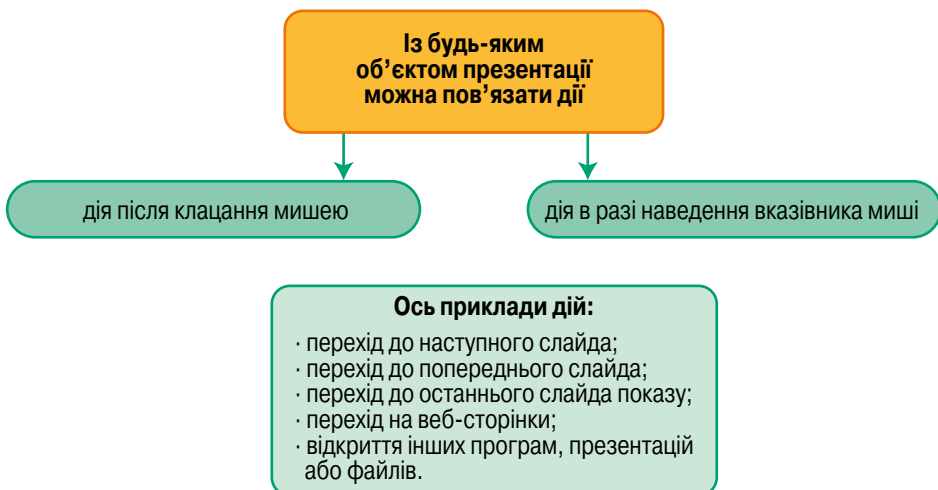 Із будь-яким
об’єктом презентації
можна пов’язати дії
дія після клацання мишею
дія в разі наведення вказівника миші
Ось приклади дій:
· перехід до наступного слайда;
· перехід до попереднього слайда;
· перехід до останнього слайда показу;
· перехід на веб-сторінки;
· відкриття інших програм, презентацій
або файлів.